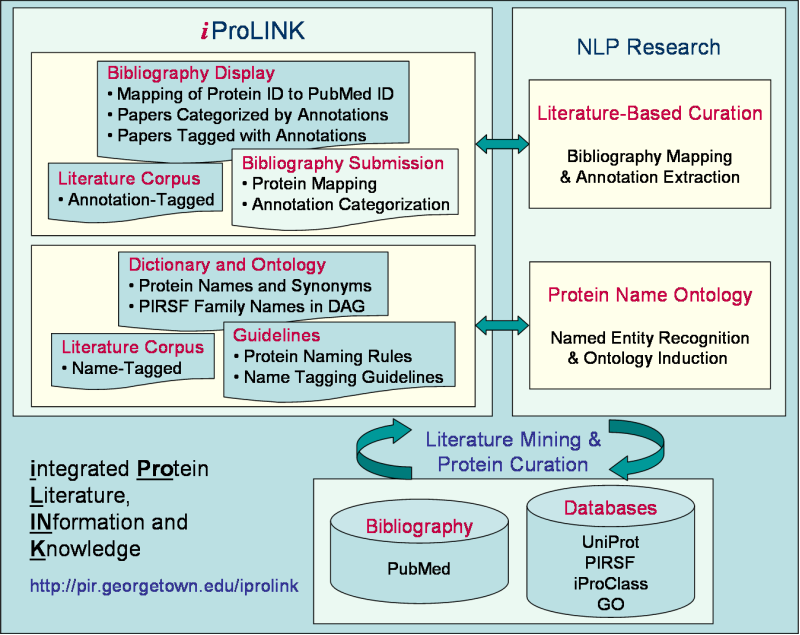 iProLINK
Bibliography Display
• Mapping of Protein ID to PubMed ID
• Papers Categorized by Annotations
• Papers Tagged with Annotations
Literature Corpus
• Annotation-Tagged
Bibliography Submission
• Protein Mapping
• Annotation Categorization
Dictionary and Ontology
• Protein Names and Synonyms
• PIRSF Family Names in DAG
Literature Corpus
• Name-Tagged
Guidelines
• Protein Naming Rules
• Name Tagging Guidelines
NLP Research
Literature-Based Curation
Bibliography Mapping
& Annotation Extraction
Protein Name Ontology
Named Entity Recognition
& Ontology Induction
Literature Mining &
Protein Curation
integrated Protein
Literature,
INformation and
Knowledge
http://pir.georgetown.edu/iprolink
Bibliography
PubMed
Databases
UniProt
PIRSF
iProClass
GO